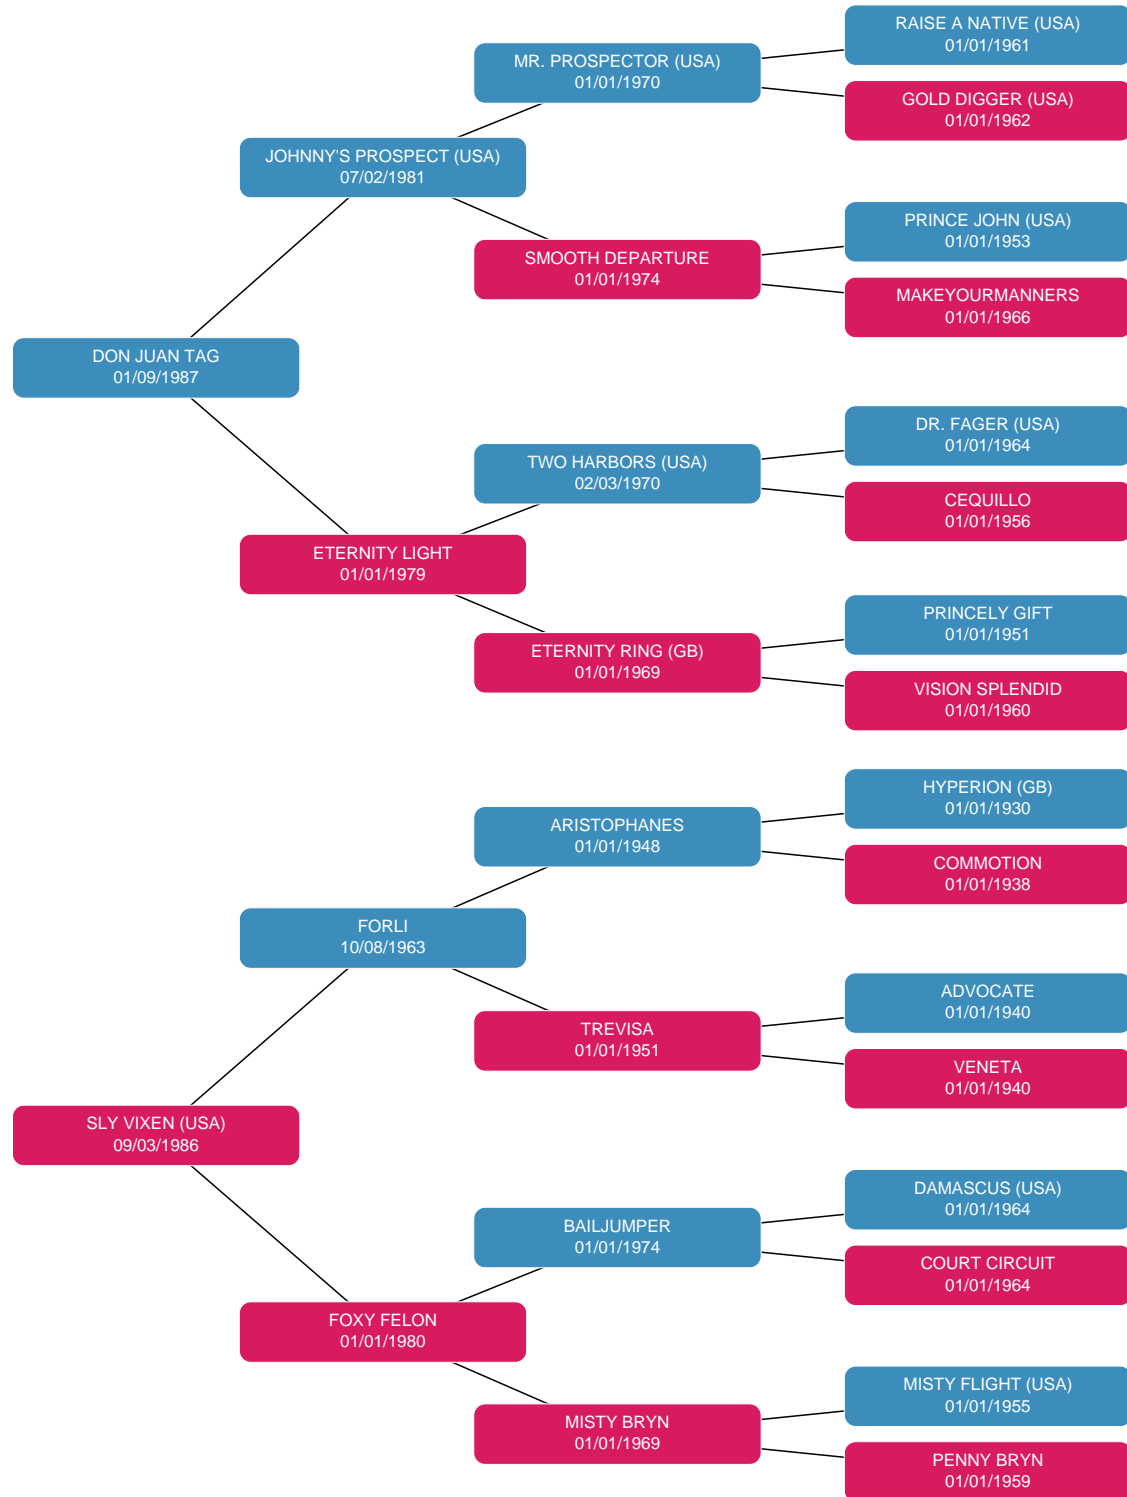 RAISE A NATIVE (USA)
01/01/1961
MR. PROSPECTOR (USA)
01/01/1970
GOLD DIGGER (USA)
01/01/1962
JOHNNY'S PROSPECT (USA)
07/02/1981
PRINCE JOHN (USA)
01/01/1953
SMOOTH DEPARTURE
01/01/1974
MAKEYOURMANNERS
01/01/1966
DON JUAN TAG
01/09/1987
DR. FAGER (USA)
01/01/1964
TWO HARBORS (USA)
02/03/1970
CEQUILLO
01/01/1956
ETERNITY LIGHT
01/01/1979
PRINCELY GIFT
01/01/1951
ETERNITY RING (GB)
01/01/1969
VISION SPLENDID
01/01/1960
HYPERION (GB)
01/01/1930
ARISTOPHANES
01/01/1948
COMMOTION
01/01/1938
FORLI
10/08/1963
ADVOCATE
01/01/1940
TREVISA
01/01/1951
VENETA
01/01/1940
SLY VIXEN (USA)
09/03/1986
DAMASCUS (USA)
01/01/1964
BAILJUMPER
01/01/1974
COURT CIRCUIT
01/01/1964
FOXY FELON
01/01/1980
MISTY FLIGHT (USA)
01/01/1955
MISTY BRYN
01/01/1969
PENNY BRYN
01/01/1959